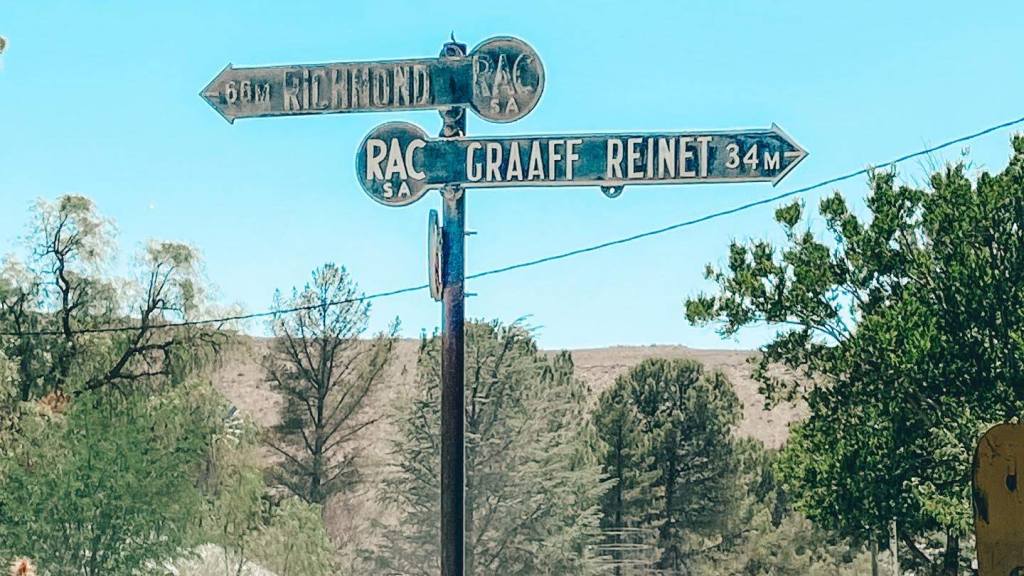 66M RICHMOND RAC
SA
RAC GRAAFF REINET 34M
SA